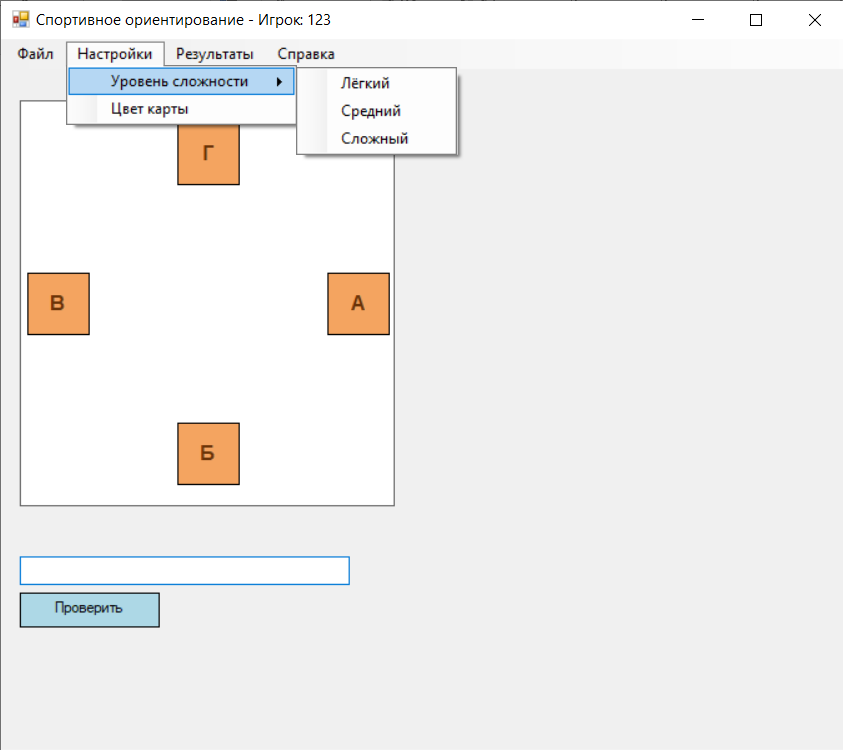 Спортивное ориентирование - Игрок: 123
Файл Настройки Результаты Справка
Уровень сложности
Цвет карты
Лёгкий
Средний
Сложный
Г
В
А
Б
Проверить